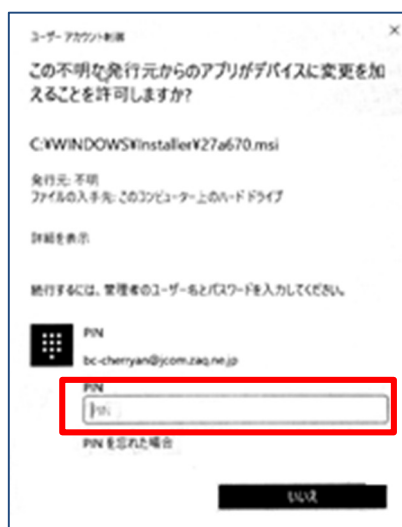 ユーザー アカウント制御
×
この不明な発行元からのアプリがデバイスに変更を加
えることを許可しますか?
C:¥WINDOWS¥Installer¥27a670.msi
発行元: 不明
ファイルの入手先: このコンピューター上のハード ドライブ
詳細を表示
続行するには、管理者のユーザー名とパスワードを入力してください。
PIN
bc-cherryan@jcom.zaq.ne.jp
PIN
PIN
PIN を忘れた場合
いいえ